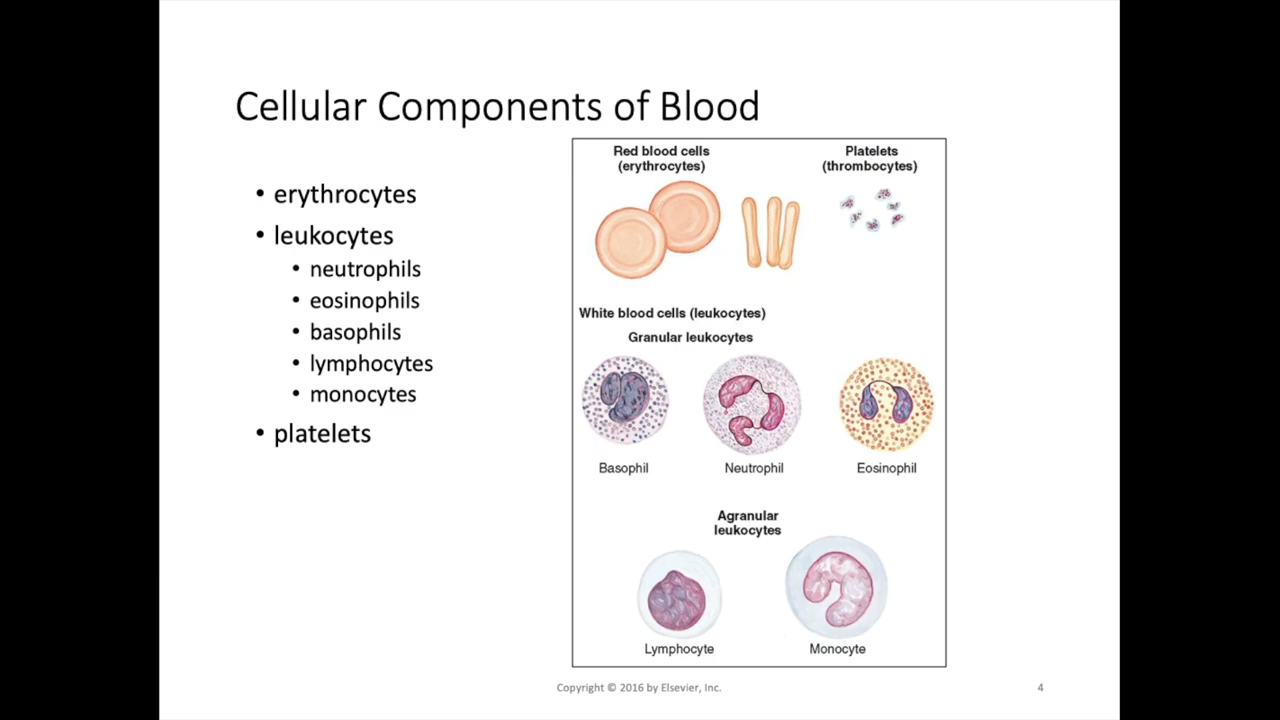 Cellular Components of Blood
• erythrocytes
• leukocytes
• neutrophils
• eosinophils
• basophils
• lymphocytes
• monocytes
• platelets
Red blood cells
(erythrocytes)
Platelets
(thrombocytes)
White blood cells (leukocytes)
Granular leukocytes
Basophil
Neutrophil
Eosinophil
Agranular
leukocytes
Lymphocyte
Monocyte
Copyright © 2016 by Elsevier, Inc.
4